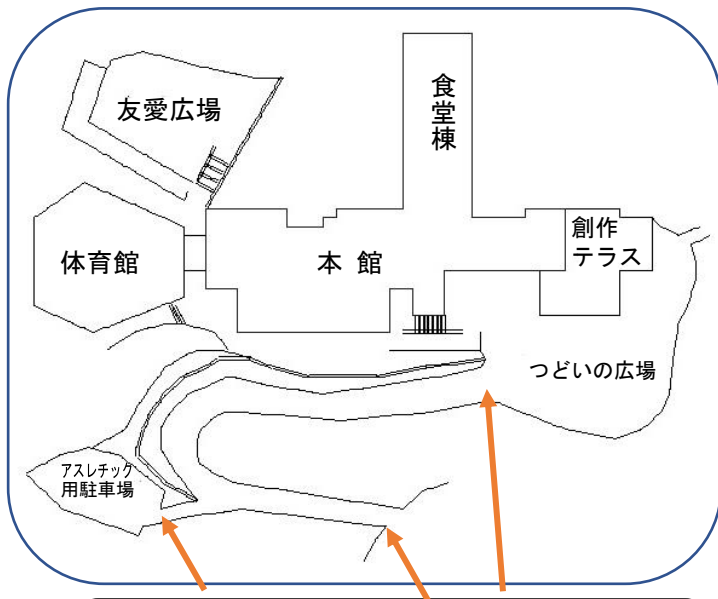 友愛広場
食堂棟
体育館
本館
創作
テラス
つどいの広場
アスレチック
用駐車場